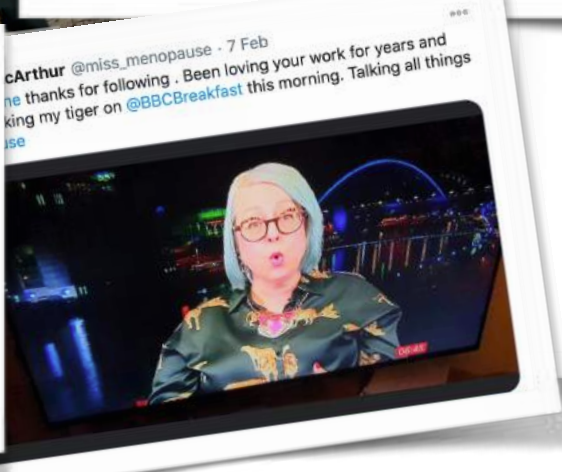 cArthur @miss_menopause · 7 Feb
ne thanks for following . Been loving your work for years and
king my tiger on @BBCBreakfast this morning. Talking all things
use
06:45